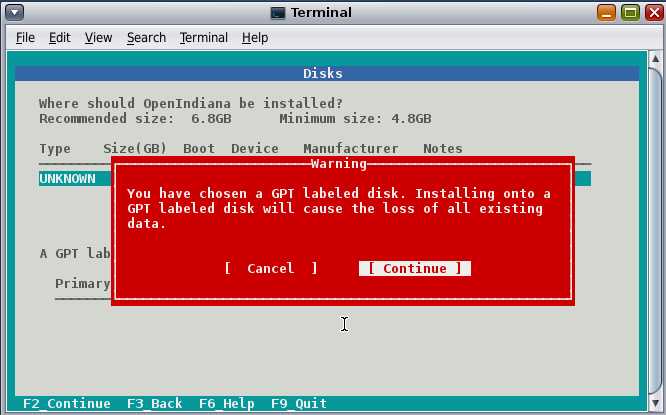 Terminal
File Edit View Search Terminal Help
Disks
Where should OpenIndiana be installed?
Recommended size: 6.8GB Minimum size: 4.8GB
Type Size(GB) Boot Device Manufacturer Notes
Warning
UNKNOWN
You have chosen a GPT labeled disk. Installing onto a
GPT labeled disk will cause the loss of all existing
data.
A GPT lab
[ Cancel ] [ Continue ]
Primary
F2_Continue F3_Back F6_Help F9_Quit